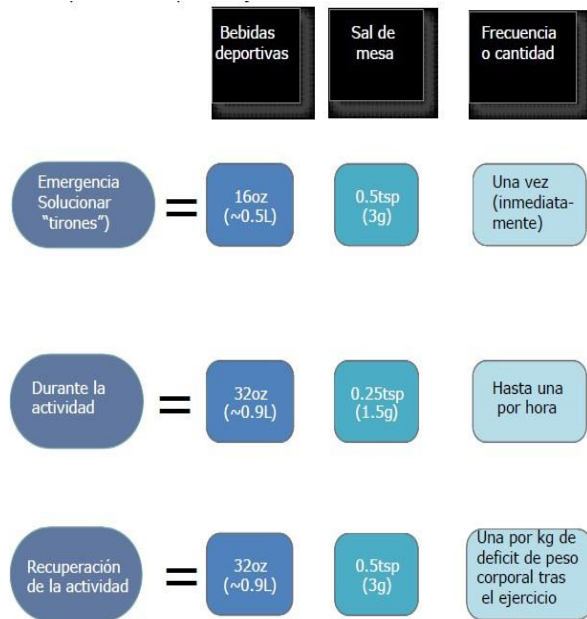 Bebidas
deportivas
Sal de
mesa
Frecuencia
o cantidad
Emergencia
Solucionar
"tirones")
=
16oz
(~0.5L)
0.5tsp
(3g)
Una vez
(inmediata-
mente)
Durante la
actividad
=
32oz
(~0.9L)
0.25tsp
(1.5g)
Hasta una
por hora
Recuperación
de la actividad
=
32oz
(~0.9L)
0.5tsp
(3g)
Una por kg de
deficit de peso
corporal tras
el ejercicio